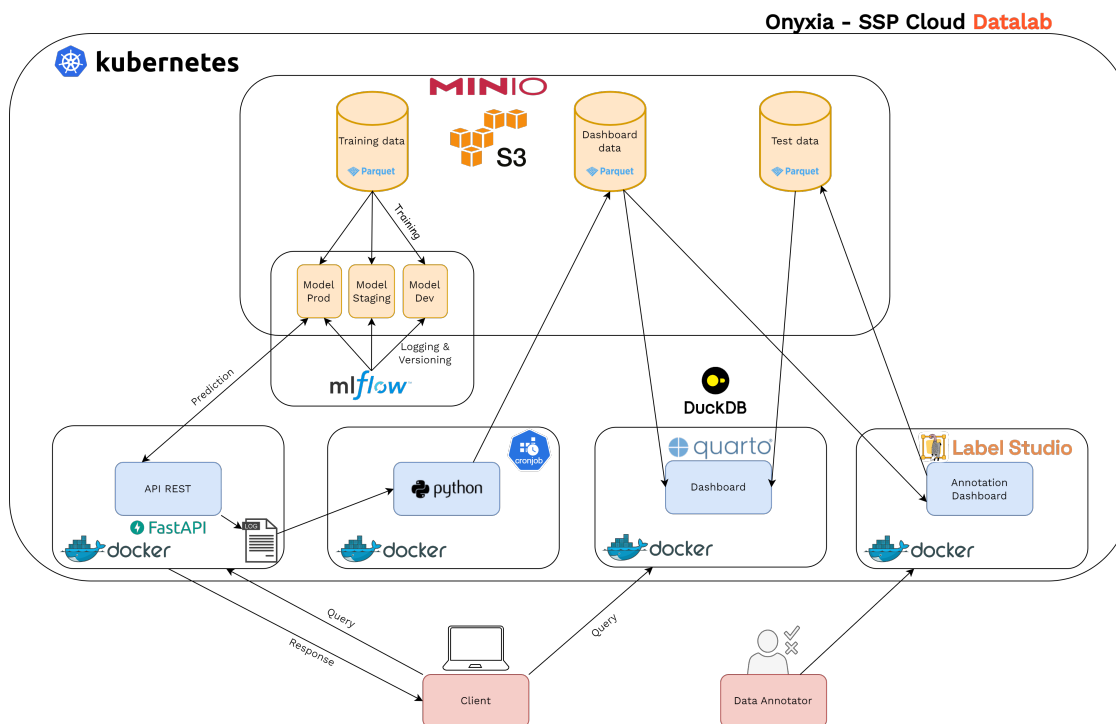 Onyxia - SSP Cloud Datalab
kubernetes
MINIO
S3
Training data
Parquet
Dashboard
data
Parquet
Test data
Parquet
Training
Model
Prod
Model
Staging
Model
Dev
Logging &
Versioning
mlflow
Prediction
DuckDB
API REST
FastAPI
LOG
docker
cronjob
python
docker
quarto
Dashboard
docker
Label Studio
Annotation
Dashboard
docker
Query
Response
Query
Client
Data Annotator